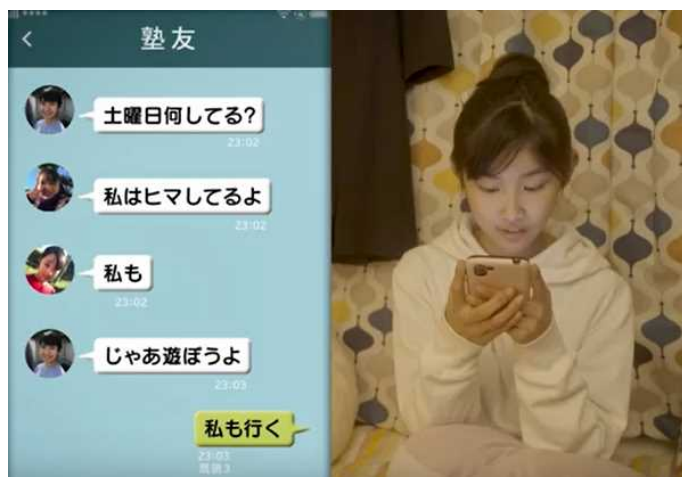 塾友
土曜日何してる?
23:02
私はヒマしてるよ
23:02
私も
23:02
じゃあ遊ぼうよ
23:03
私も行く
23:03
既読3